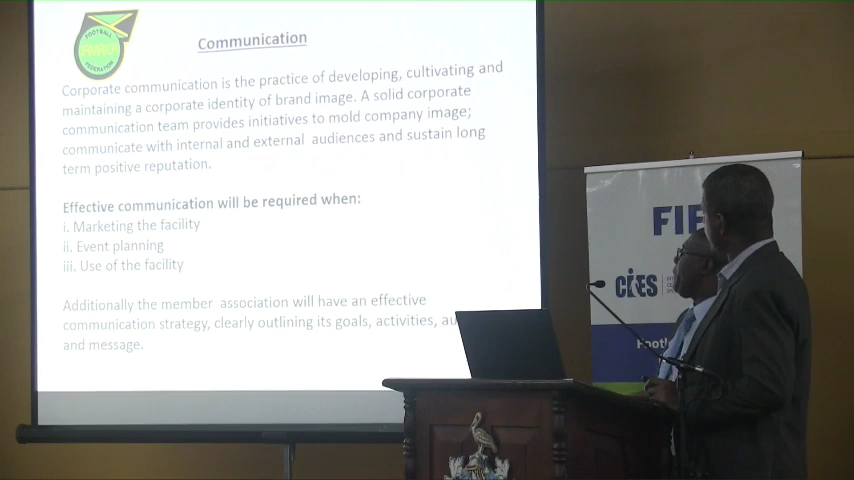 FOOTBALL
FEDERATION
Communication
Corporate communication is the practice of developing, cultivating and
maintaining a corporate identity of brand image. A solid corporate
communication team provides initiatives to mold company image;
communicate with internal and external audiences and sustain long
term positive reputation.
Effective communication will be required when:
i. Marketing the facility
ii. Event planning
iii. Use of the facility
Additionally the member association will have an effective
communication strategy, clearly outlining its goals, activities,
and message.
CIES